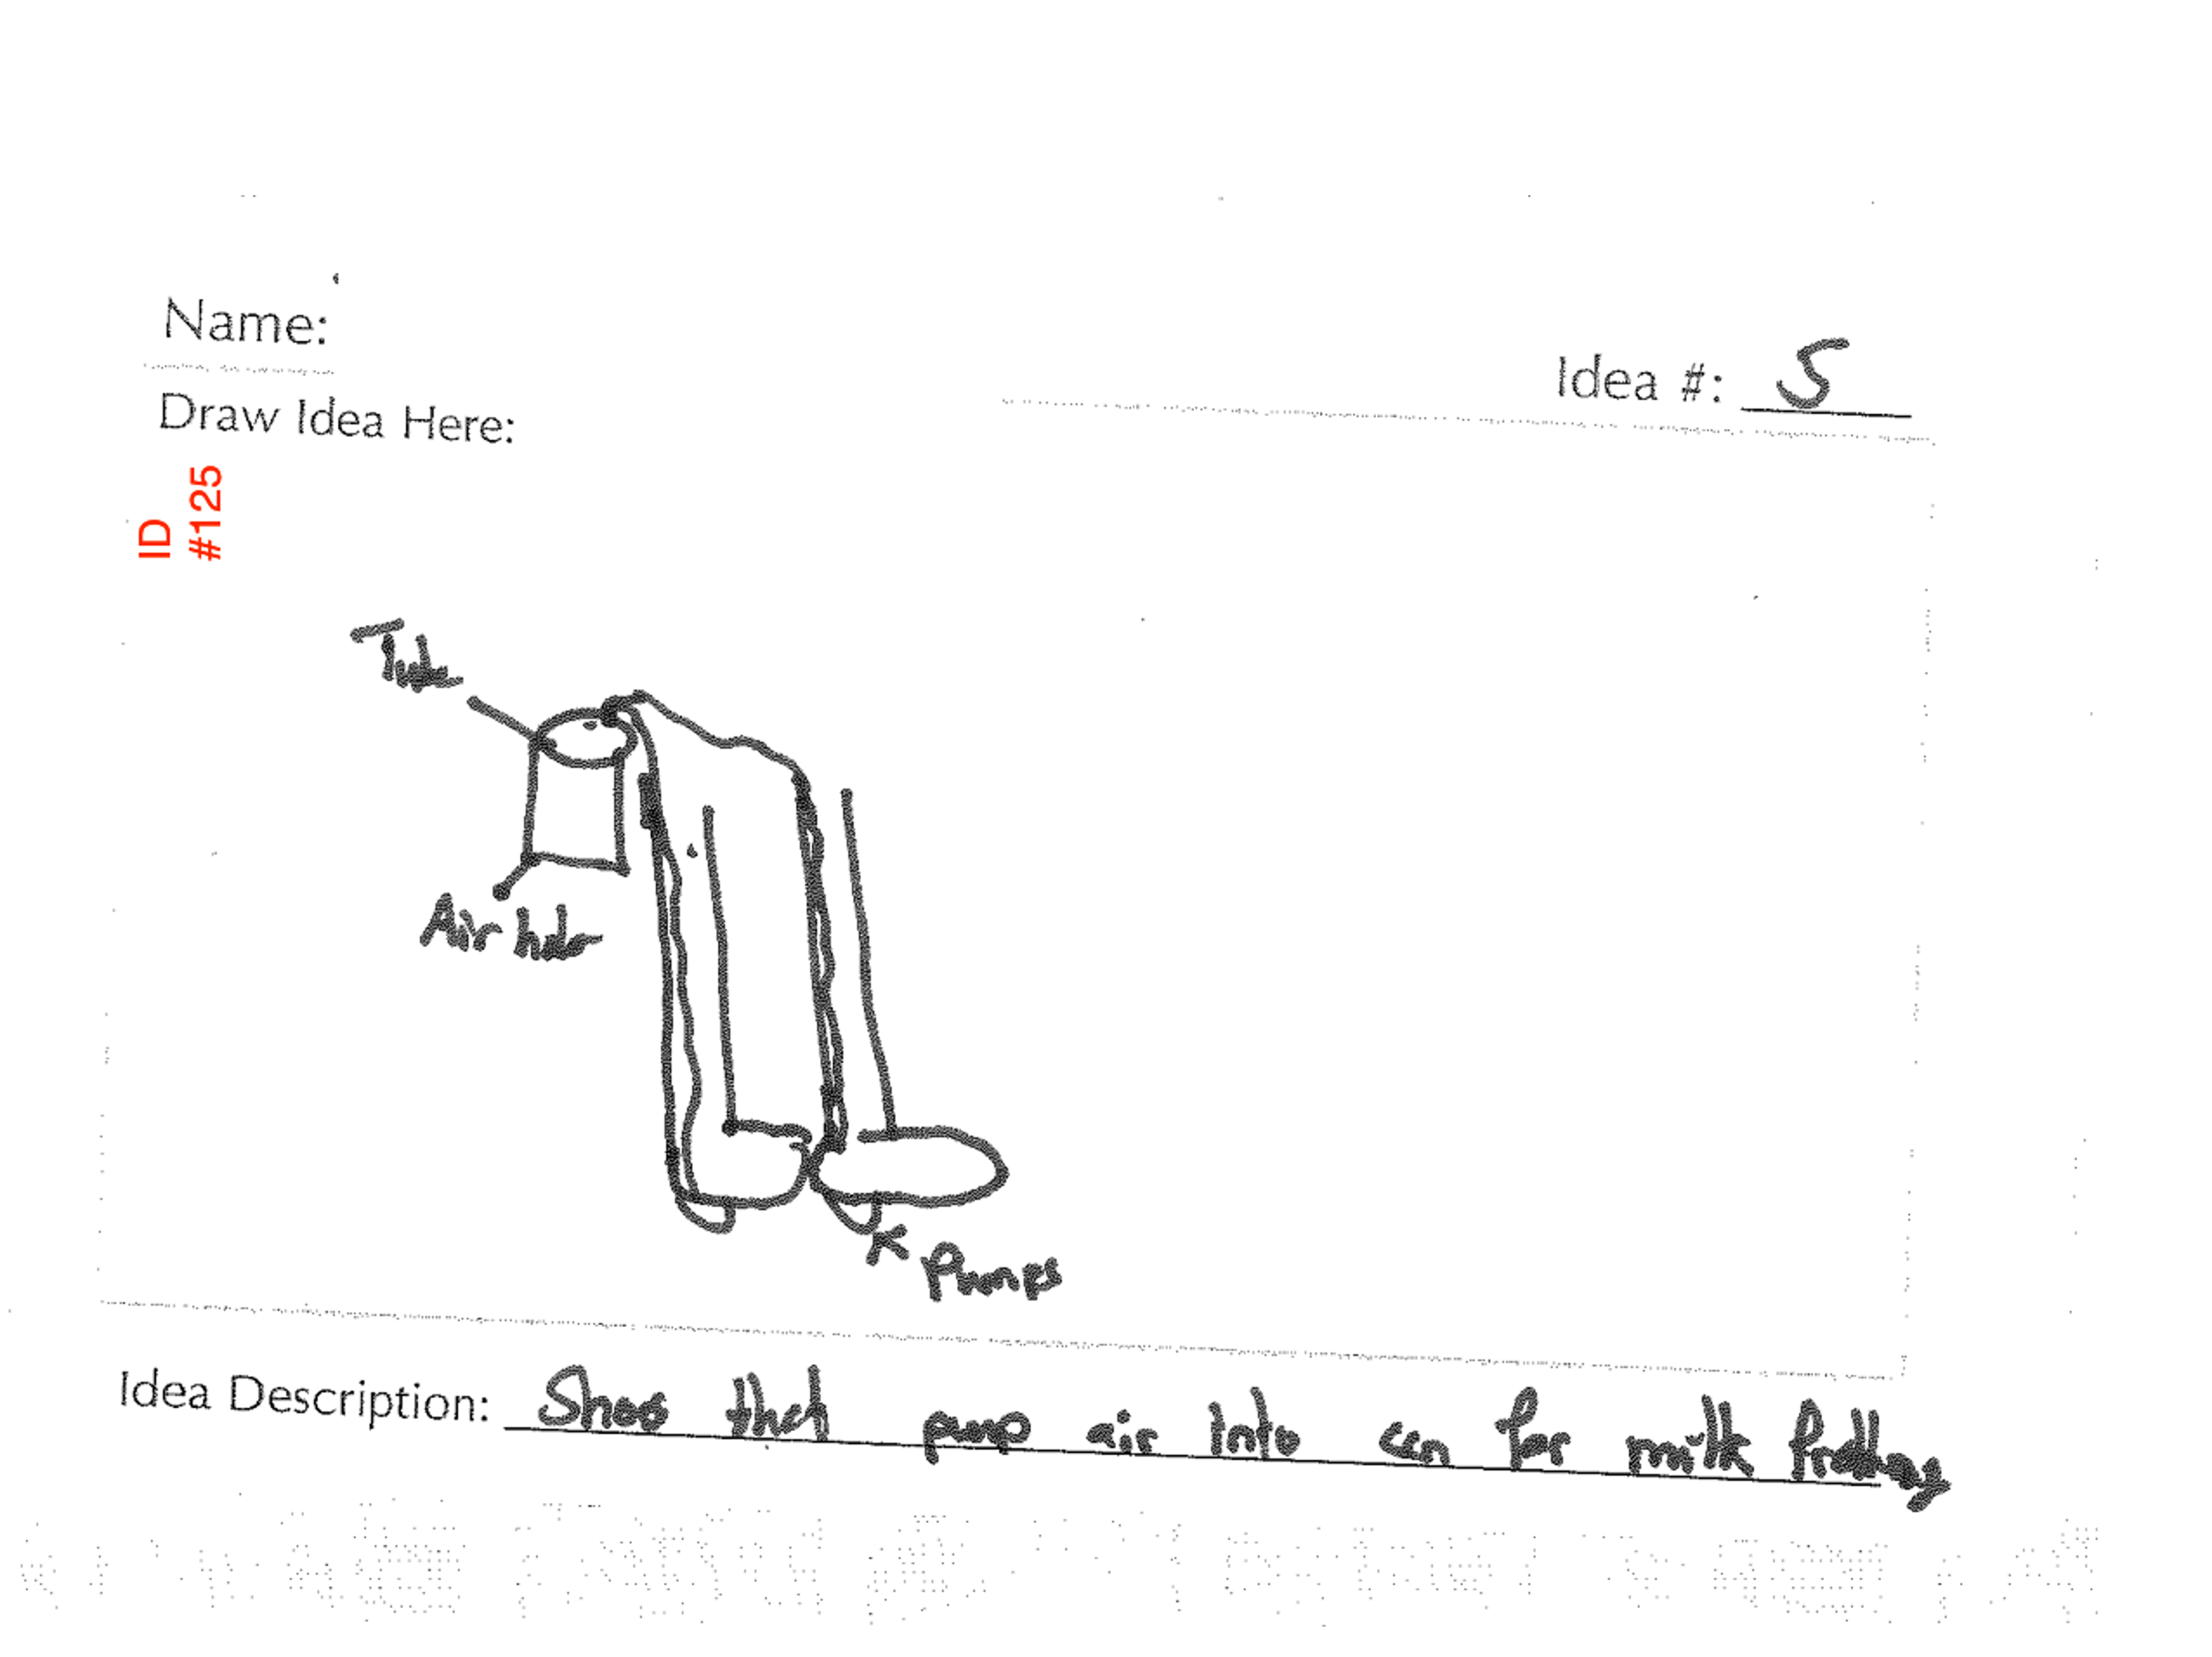 Name:
Idea #: 5
Draw Idea Here:
ID
#125
Tube
Air hole
Pumps
Idea Description: Shoes that pump air into can for milk frothing